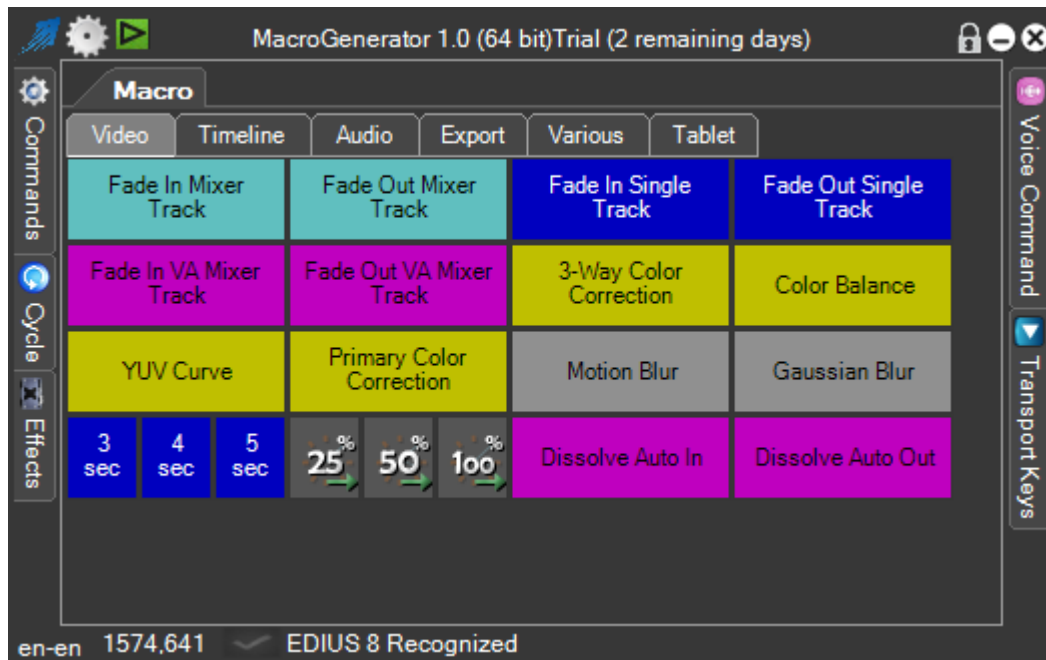 MacroGenerator 1.0 (64 bit)Trial (2 remaining days)
Macro
Video Timeline Audio Export Various Tablet
Commands
Cycle
Effects
Fade In Mixer
Track
Fade Out Mixer
Track
Fade In Single
Track
Fade Out Single
Track
Fade In VA Mixer
Track
Fade Out VA Mixer
Track
3-Way Color
Correction
Color Balance
YUV Curve
Primary Color
Correction
Motion Blur
Gaussian Blur
3
sec
4
sec
5
sec
25%
50%
100%
Dissolve Auto In
Dissolve Auto Out
Voice Command
Transport Keys
en-en 1574,641 EDIUS 8 Recognized